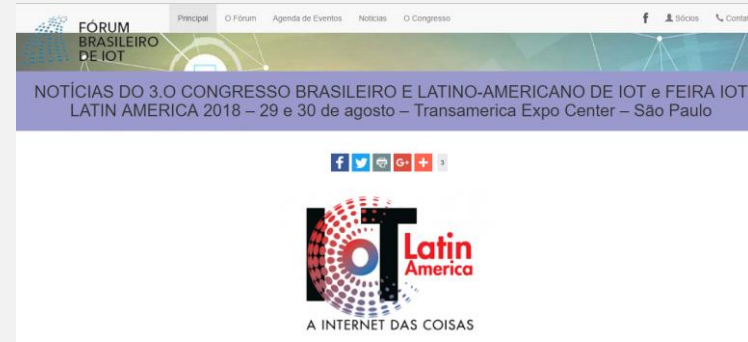 FÓRUM
BRASILEIRO
DE IOT
Principal O Fórum Agenda de Eventos Notícias O Congresso
f Sócios
NOTÍCIAS DO 3.O CONGRESSO BRASILEIRO E LATINO-AMERICANO DE IOT e FEIRA IOT
LATIN AMERICA 2018 – 29 e 30 de agosto – Transamerica Expo Center – São Paulo
f G+ + 3
IOT Latin
America
A INTERNET DAS COISAS